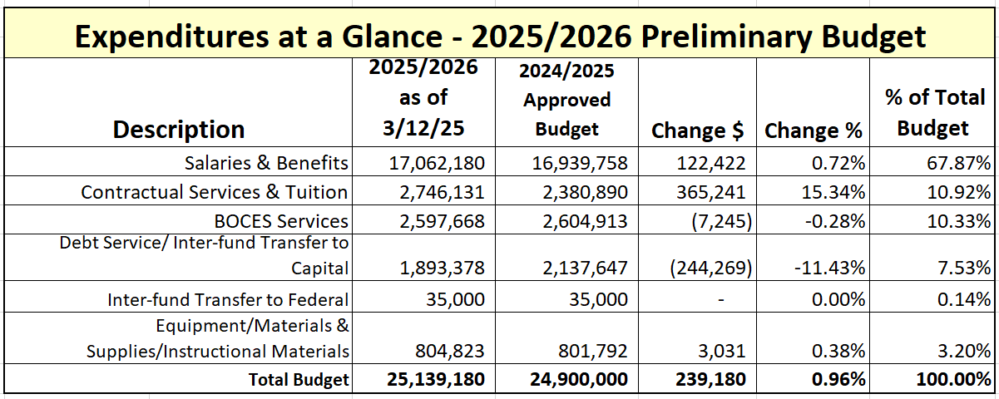 Expenditures at a Glance - 2025/2026 Preliminary Budget
Description 2025/2026 as of 3/12/25 2024/2025 Approved Budget Change $ Change % % of Total Budget
Salaries & Benefits 17,062,180 16,939,758 122,422 0.72% 67.87%
Contractual Services & Tuition 2,746,131 2,380,890 365,241 15.34% 10.92%
BOCES Services 2,597,668 2,604,913 (7,245) -0.28% 10.33%
Debt Service/ Inter-fund Transfer to
Capital 1,893,378 2,137,647 (244,269) -11.43% 7.53%
Inter-fund Transfer to Federal 35,000 35,000 - 0.00% 0.14%
Equipment/Materials &
Supplies/Instructional Materials 804,823 801,792 3,031 0.38% 3.20%
Total Budget 25,139,180 24,900,000 239,180 0.96% 100.00%